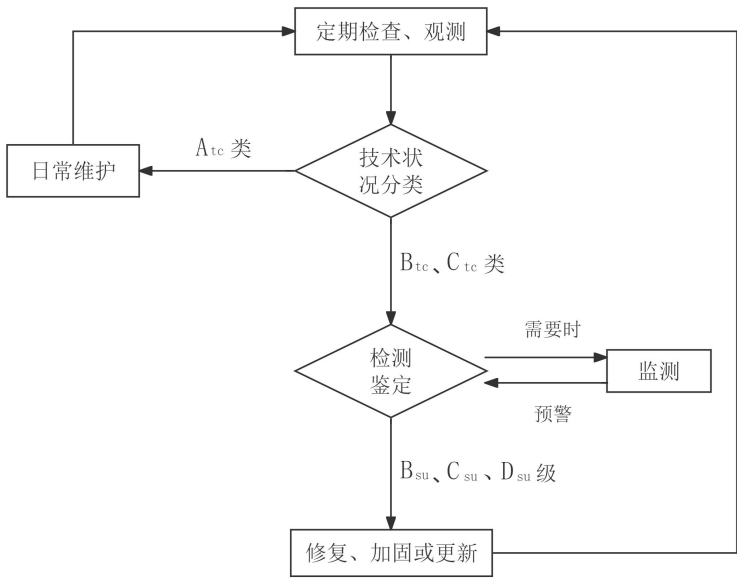 定期检查、观测
Atc 类
技术状
况分类
日常维护
Btc、Ctc 类
检测
鉴定
需要时
监测
预警
Bsu、Csu、Dsu 级
修复、加固或更新